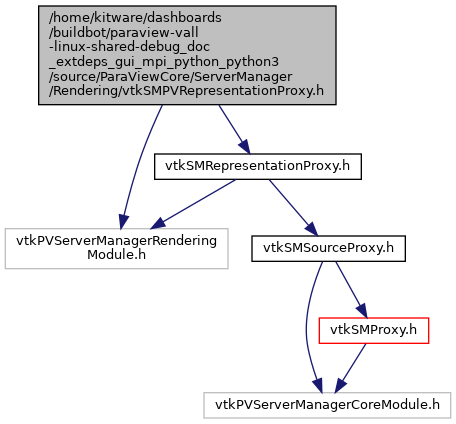 /home/kitware/dashboards
/buildbot/paraview-vall
-linux-shared-debug_doc
_extdeps_gui_mpi_python_python3
/source/ParaViewCore/ServerManager
/Rendering/vtkSMPVRepresentationProxy.h
vtkSMRepresentationProxy.h
vtkPVServerManagerRendering
Module.h
vtkSMSourceProxy.h
vtkSMProxy.h
vtkPVServerManagerCoreModule.h